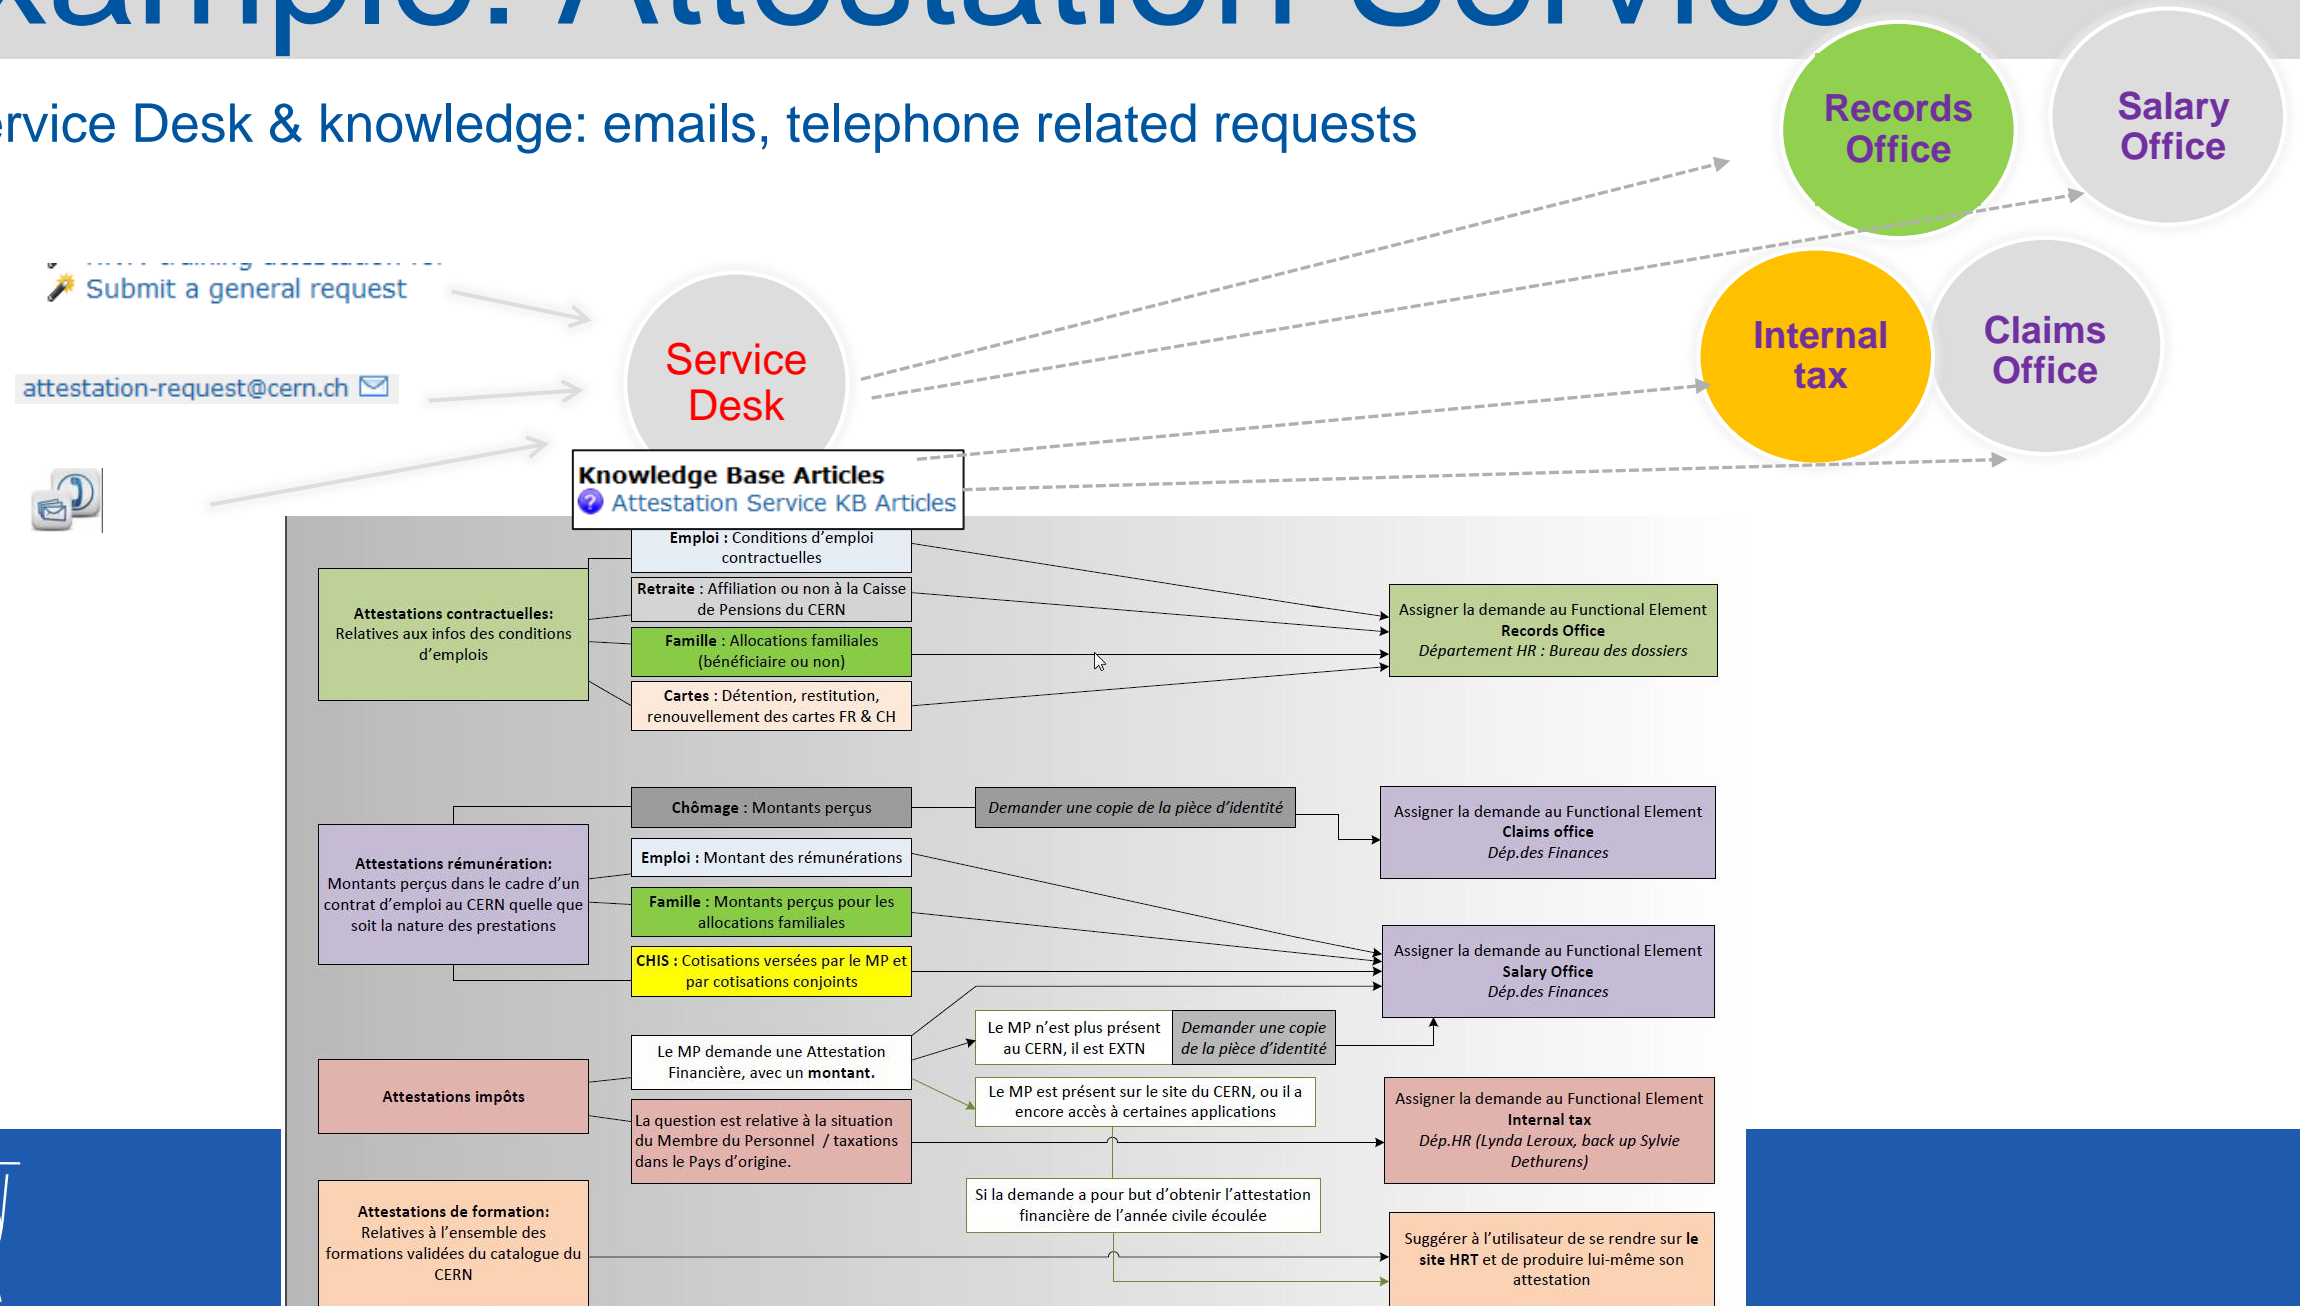 xample: Attestation Service
ervice Desk & knowledge: emails, telephone related requests
Records
Office
Salary
Office
Internal
tax
Claims
Office
Submit a general request
attestation-request@cern.ch
Service
Desk
Knowledge Base Articles
Attestation Service KB Articles
Attestations contractuelles:
Relatives aux infos des conditions
d'emplois
Emploi : Conditions d'emploi
contractuelles
Retraite : Affiliation ou non à la Caisse
de Pensions du CERN
Famille : Allocations familiales
(bénéficiaire ou non)
Cartes : Détention, restitution,
renouvellement des cartes FR & CH
Assigner la demande au Functional Element
Records Office
Département HR : Bureau des dossiers
Attestations rémunération:
Montants perçus dans le cadre d'un
contrat d'emploi au CERN quelle que
soit la nature des prestations
Chômage : Montants perçus
Demander une copie de la pièce d'identité
Assigner la demande au Functional Element
Claims office
Dép.des Finances
Emploi : Montant des rémunérations
Famille : Montants perçus pour les
allocations familiales
CHIS : Cotisations versées par le MP et
par cotisations conjoints
Assigner la demande au Functional Element
Salary Office
Dép.des Finances
Attestations impôts
Le MP demande une Attestation
Financière, avec un montant.
Le MP n'est plus présent
au CERN, il est EXTN
Demander une copie
de la pièce d'identité
Le MP est présent sur le site du CERN, ou il a
encore accès à certaines applications
La question est relative à la situation
du Membre du Personnel / taxations
dans le Pays d'origine.
Assigner la demande au Functional Element
Internal tax
Dép.HR (Lynda Leroux, back up Sylvie
Dethurens)
Si la demande a pour but d'obtenir l'attestation
financière de l'année civile écoulée
Attestations de formation:
Relatives à l'ensemble des
formations validées du catalogue du
CERN
Suggérer à l'utilisateur de se rendre sur le
site HRT et de produire lui-même son
attestation